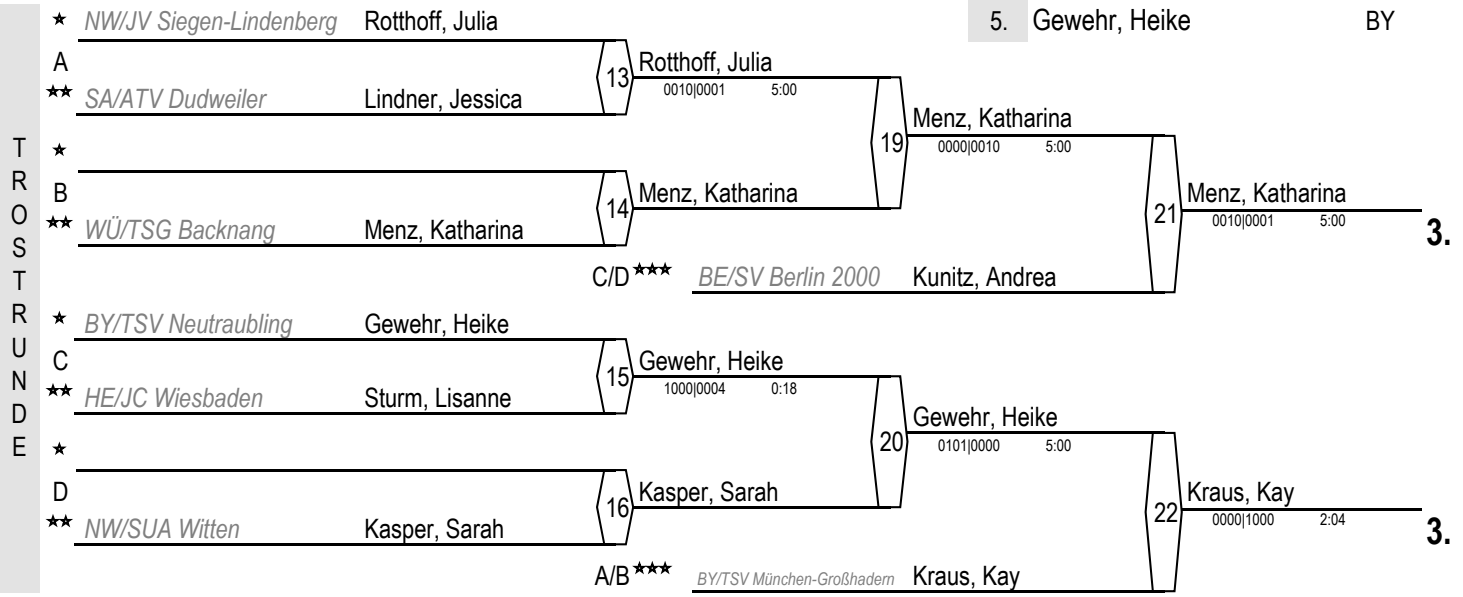 ★ NW/JV Siegen-Lindenberg Rotthoff, Julia
5. Gewehr, Heike BY
A
13 Rotthoff, Julia
0010|0001 5:00
★★ SA/ATV Dudweiler Lindner, Jessica
19 Menz, Katharina
0000|0010 5:00
TROSTRUNDE
★
B
14 Menz, Katharina
21 Menz, Katharina
0010|0001 5:00
3.
★★ WÜ/TSG Backnang Menz, Katharina
C/D ★★★ BE/SV Berlin 2000 Kunitz, Andrea
★ BY/TSV Neutraubling Gewehr, Heike
C
15 Gewehr, Heike
1000|0004 0:18
★★ HE/JC Wiesbaden Sturm, Lisanne
20 Gewehr, Heike
0101|0000 5:00
★
D
16 Kasper, Sarah
22 Kraus, Kay
0000|1000 2:04
3.
★★ NW/SUA Witten Kasper, Sarah
A/B ★★★ BY/TSV München-Großhadern Kraus, Kay